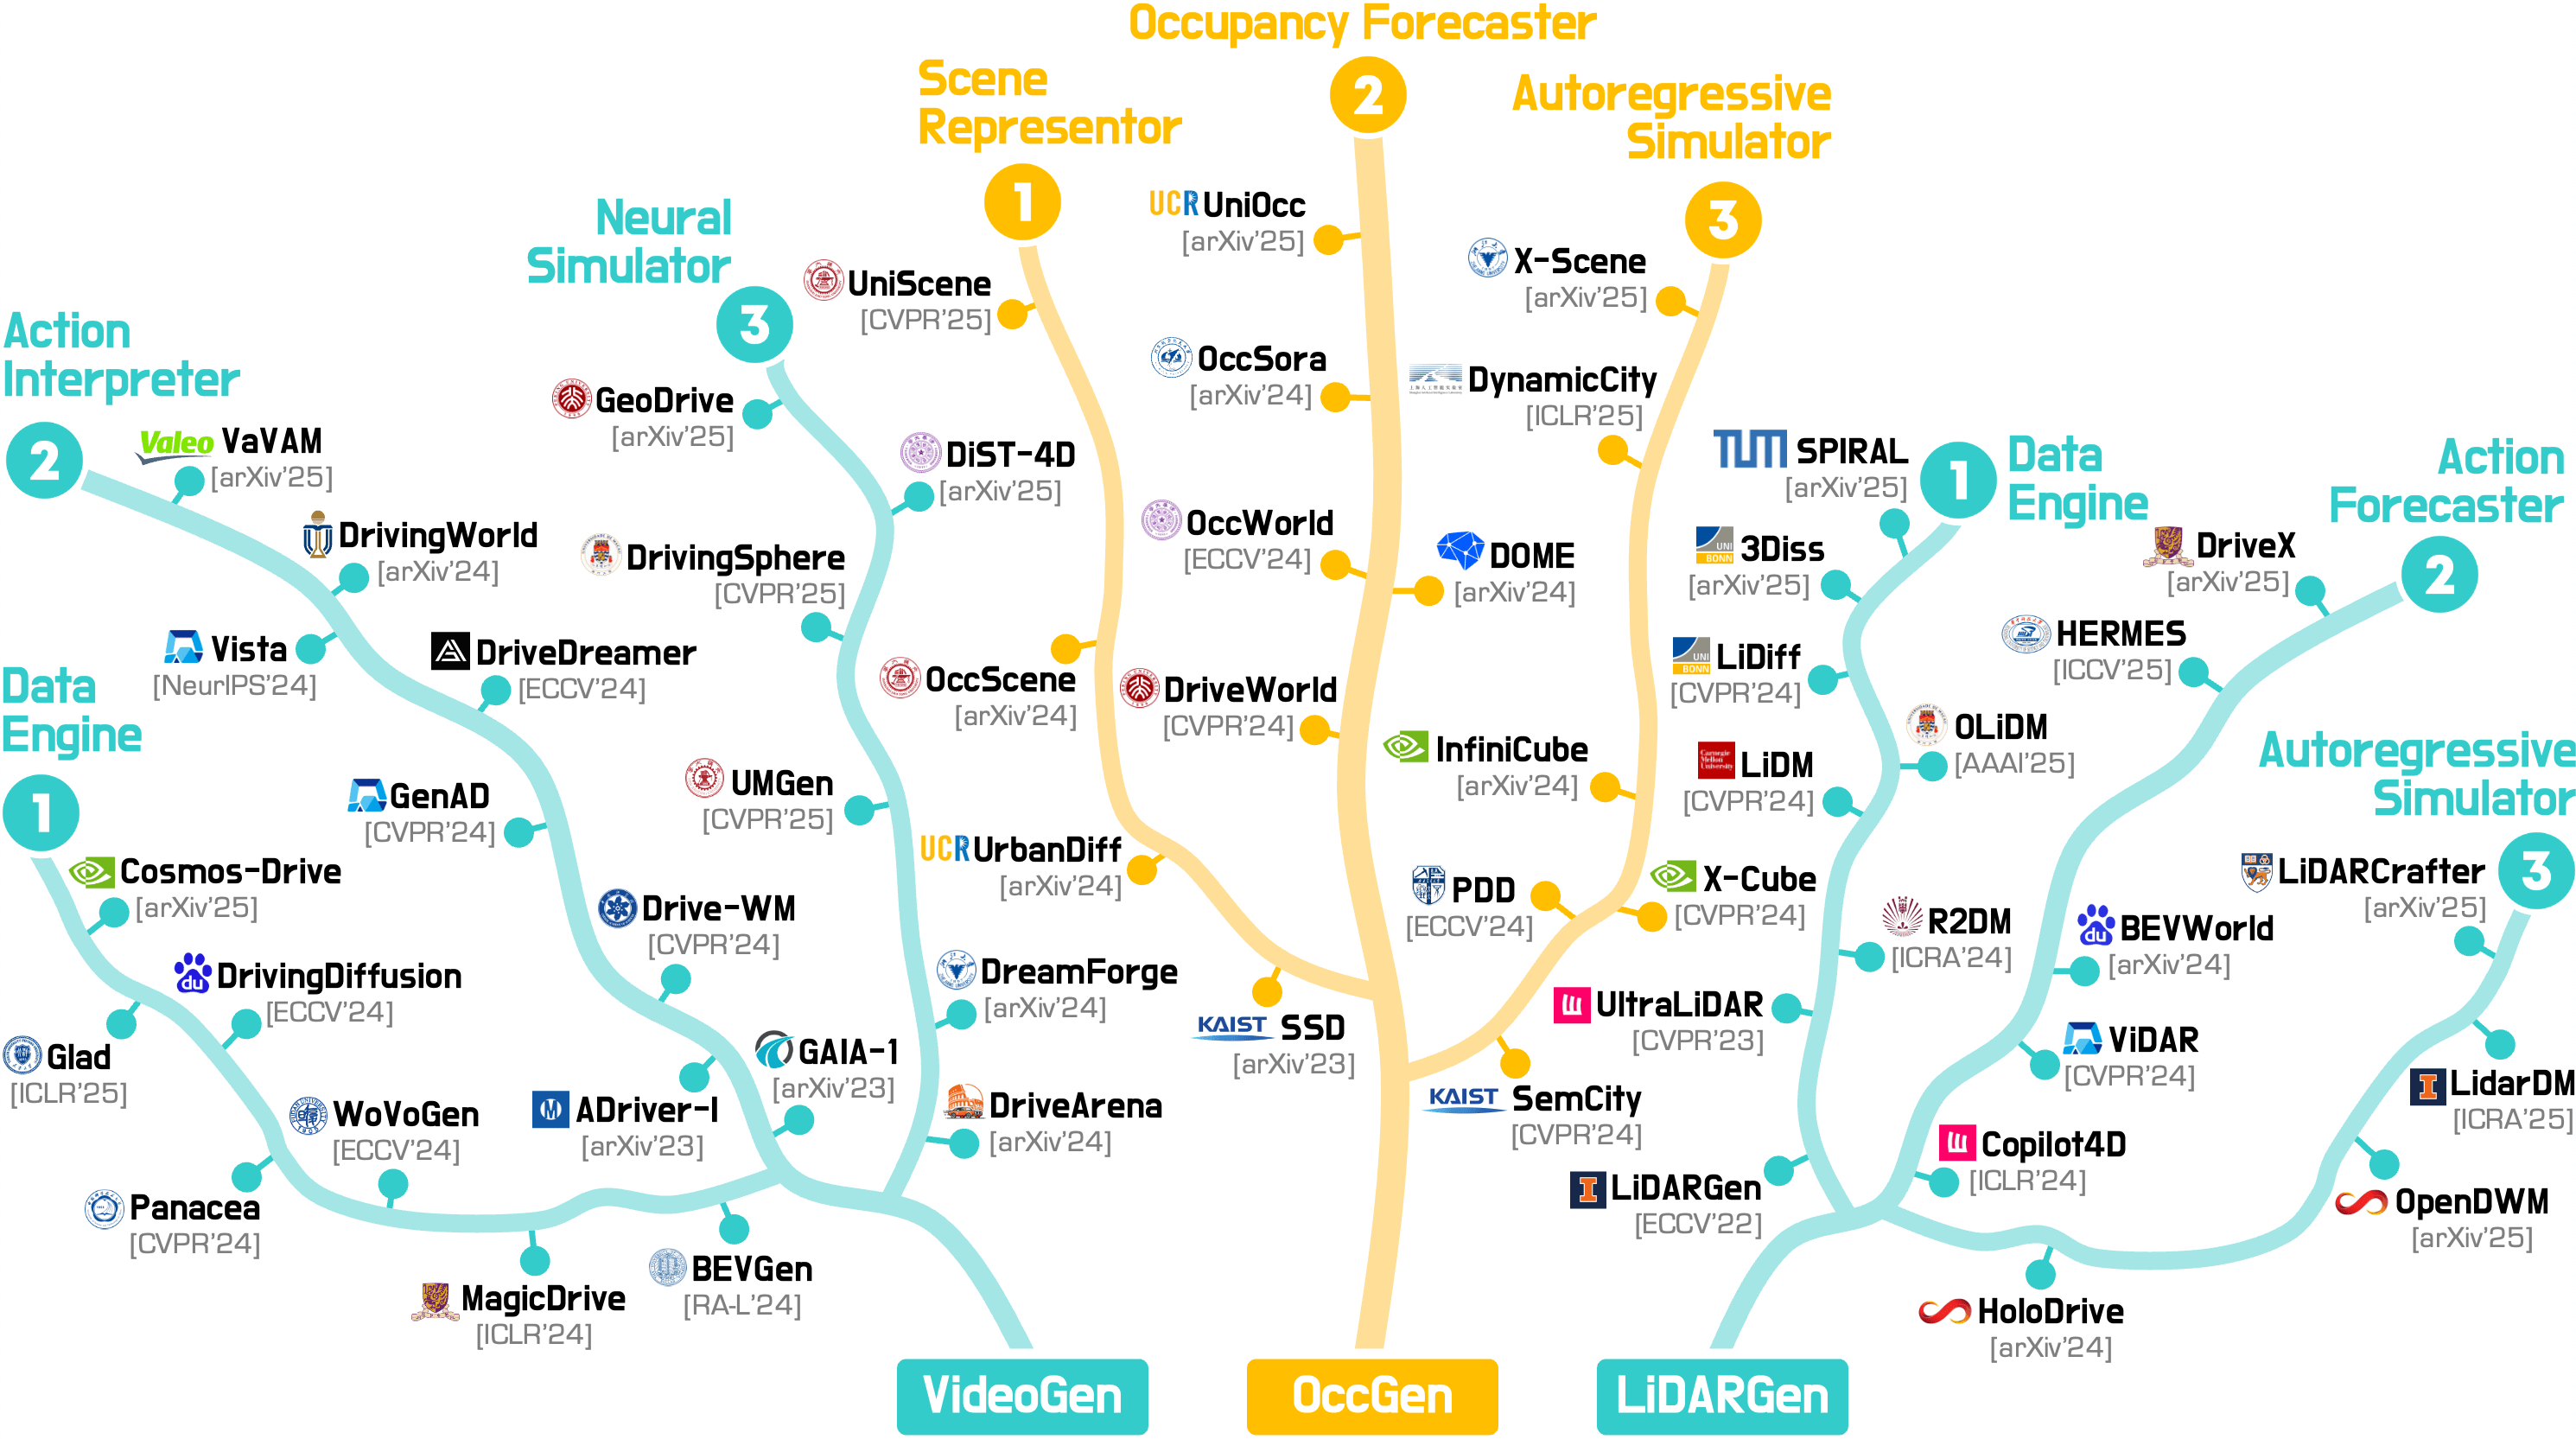 Occupancy Forecaster
2
Scene
Representor
1
Autoregressive
Simulator
3
Neural
Simulator
3
Action
Interpreter
2
Data
Engine
1
Data
Engine
1
Action
Forecaster
2
Autoregressive
Simulator
3
Valeo VaVAM
[arXiv'25]
DrivingWorld
[arXiv'24]
Vista
[NeurIPS'24]
DriveDreamer
[ECCV'24]
GenAD
[CVPR'24]
Drive-WM
[CVPR'24]
ADriver-I
[arXiv'23]
GAIA-1
[arXiv'23]
Cosmos-Drive
[arXiv'25]
du DrivingDiffusion
[ECCV'24]
Glad
[ICLR'25]
WoVoGen
[ECCV'24]
Panacea
[CVPR'24]
MagicDrive
[ICLR'24]
BEVGen
[RA-L'24]
GeoDrive
[arXiv'25]
DiST-4D
[arXiv'25]
DrivingSphere
[CVPR'25]
UMGen
[CVPR'25]
DreamForge
[arXiv'24]
DriveArena
[arXiv'24]
UniScene
[CVPR'25]
OccScene
[arXiv'24]
UCR UrbanDiff
[arXiv'24]
KAIST SSD
[arXiv'23]
UCR UniOcc
[arXiv'25]
OccSora
[arXiv'24]
OccWorld
[ECCV'24]
DOME
[arXiv'24]
DriveWorld
[CVPR'24]
X-Scene
[arXiv'25]
DynamicCity
[ICLR'25]
InfiniCube
[arXiv'24]
PDD
[ECCV'24]
X-Cube
[CVPR'24]
KAIST SemCity
[CVPR'24]
TUM SPIRAL
[arXiv'25]
UNI
BONN
3Diss
[arXiv'25]
UNI
BONN
LiDiff
[CVPR'24]
OLiDM
[AAAI'25]
Carnegie
Mellon
University
LiDM
[CVPR'24]
R2DM
[ICRA'24]
UltraLiDAR
[CVPR'23]
LiDARGen
[ECCV'22]
DriveX
[arXiv'25]
HERMES
[ICCV'25]
du BEVWorld
[arXiv'24]
ViDAR
[CVPR'24]
Copilot4D
[ICLR'24]
LiDARCrafter
[arXiv'25]
LidarDM
[ICRA'25]
OpenDWM
[arXiv'25]
HoloDrive
[arXiv'24]
VideoGen
OccGen
LiDARGen